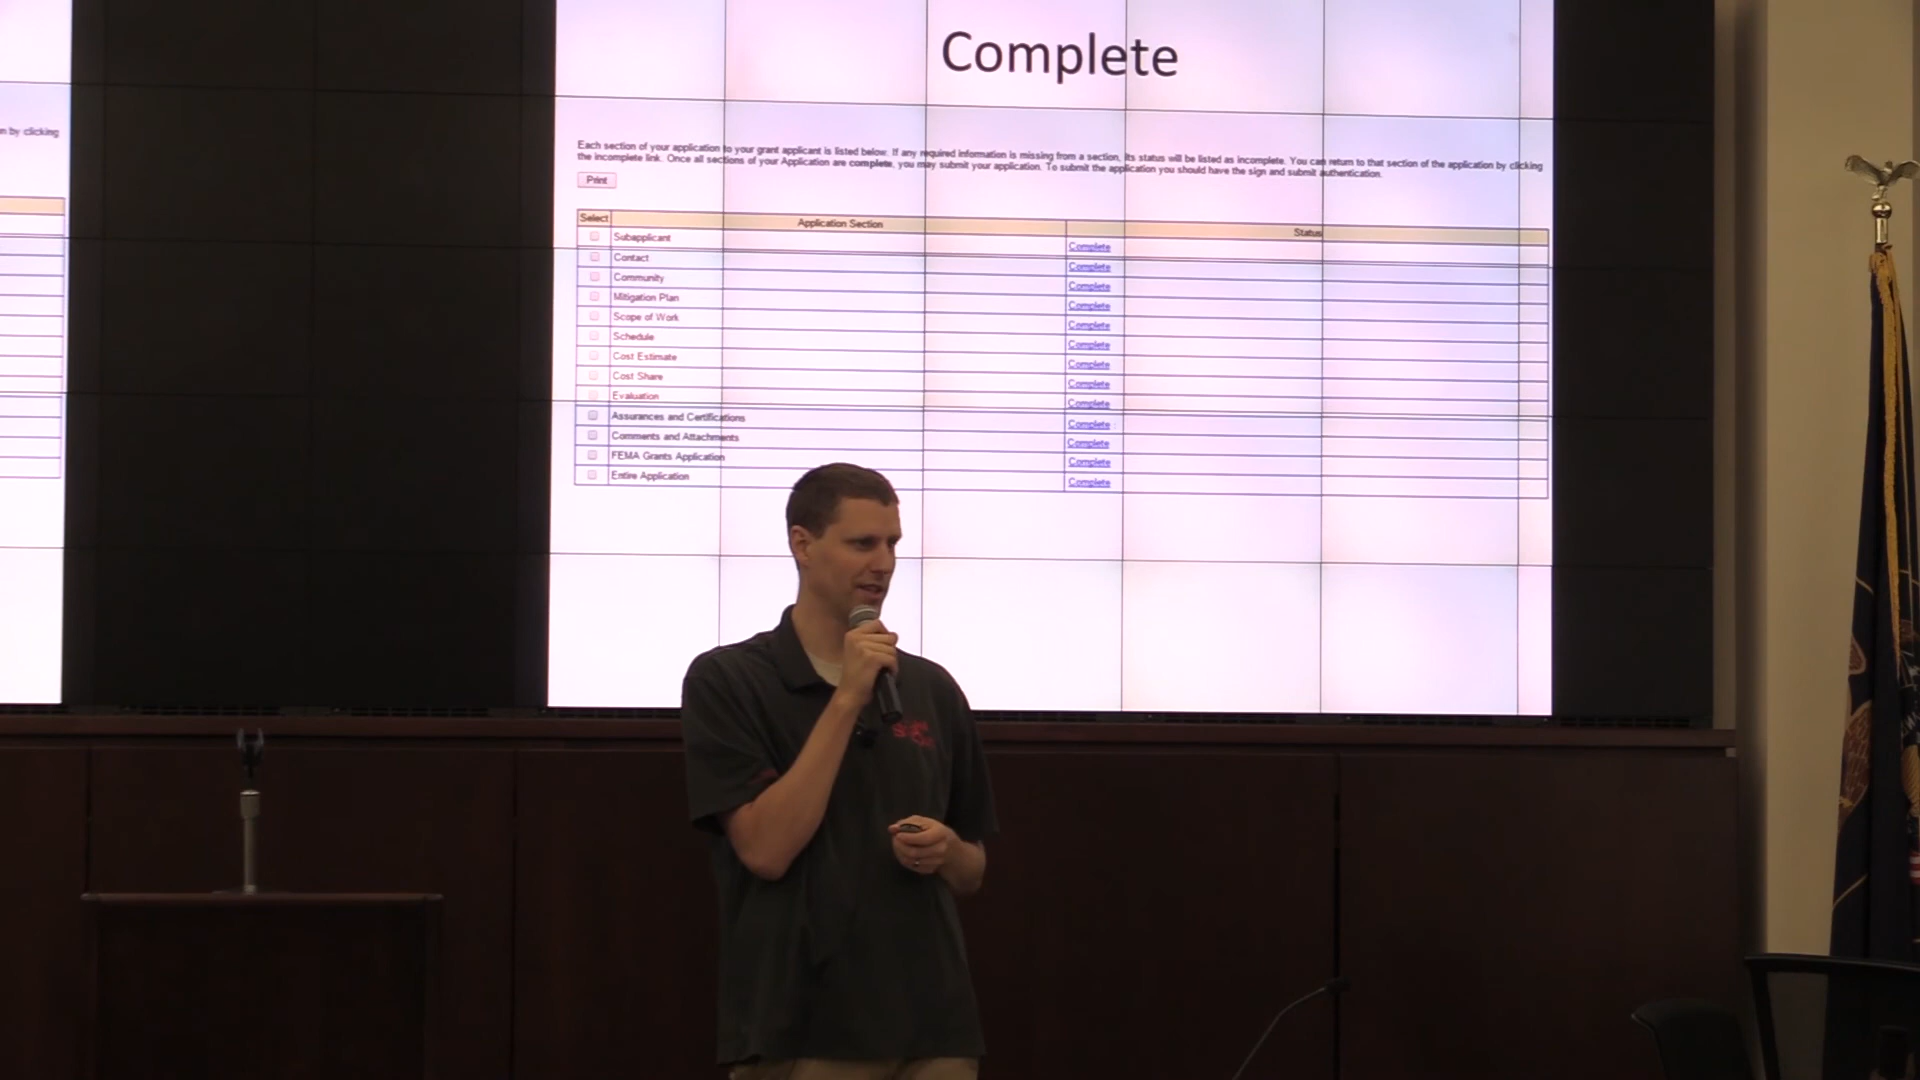 n by clicking
Complete
Each section of your application to your grant applicant is listed below. If any required information is missing from a section, its status will be listed as incomplete. You can return to that section of the application by clicking
the incomplete link. Once all sections of your Application are complete, you may submit your application. To submit the application you should have the sign and submit authentication.
Print
Select Application Section Status
Subapplicant Complete
Contact Complete
Community Complete
Mitigation Plan Complete
Scope of Work Complete
Schedule Complete
Cost Estimate Complete
Cost Share Complete
Evaluation Complete
Assurances and Certifications Complete
Comments and Attachments Complete
FEMA Grants Application Complete
Entire Application Complete